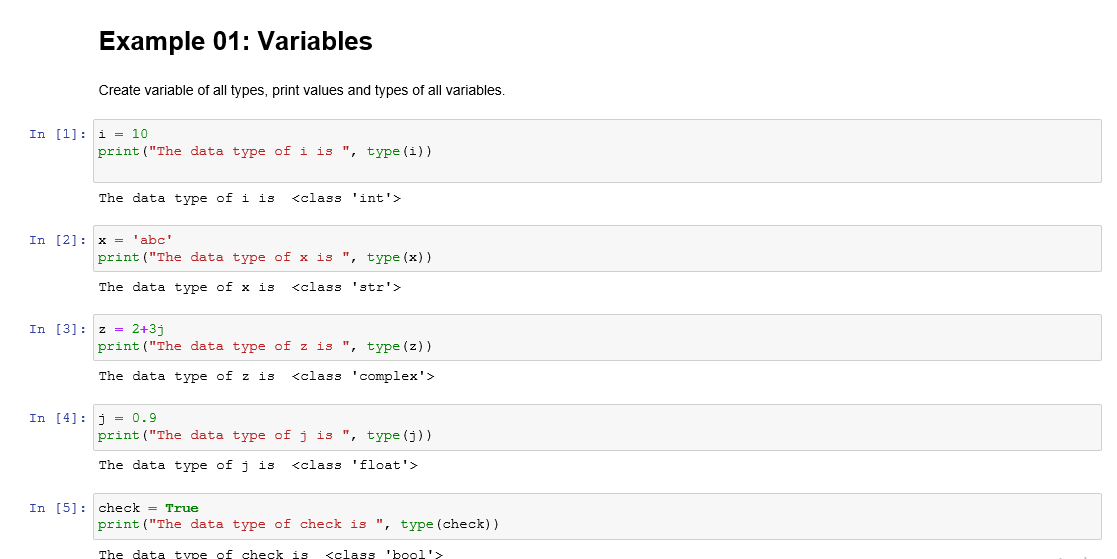 Example 01: Variables
Create variable of all types, print values and types of all variables.
In [1]: i = 10
print("The data type of i is ", type(i))
The data type of i is  <class 'int'>
In [2]: x = 'abc'
print("The data type of x is ", type(x))
The data type of x is  <class 'str'>
In [3]: z = 2+3j
print("The data type of z is ", type(z))
The data type of z is  <class 'complex'>
In [4]: j = 0.9
print("The data type of j is ", type(j))
The data type of j is  <class 'float'>
In [5]: check = True
print("The data type of check is ", type(check))
The data type of check is  <class 'bool'>